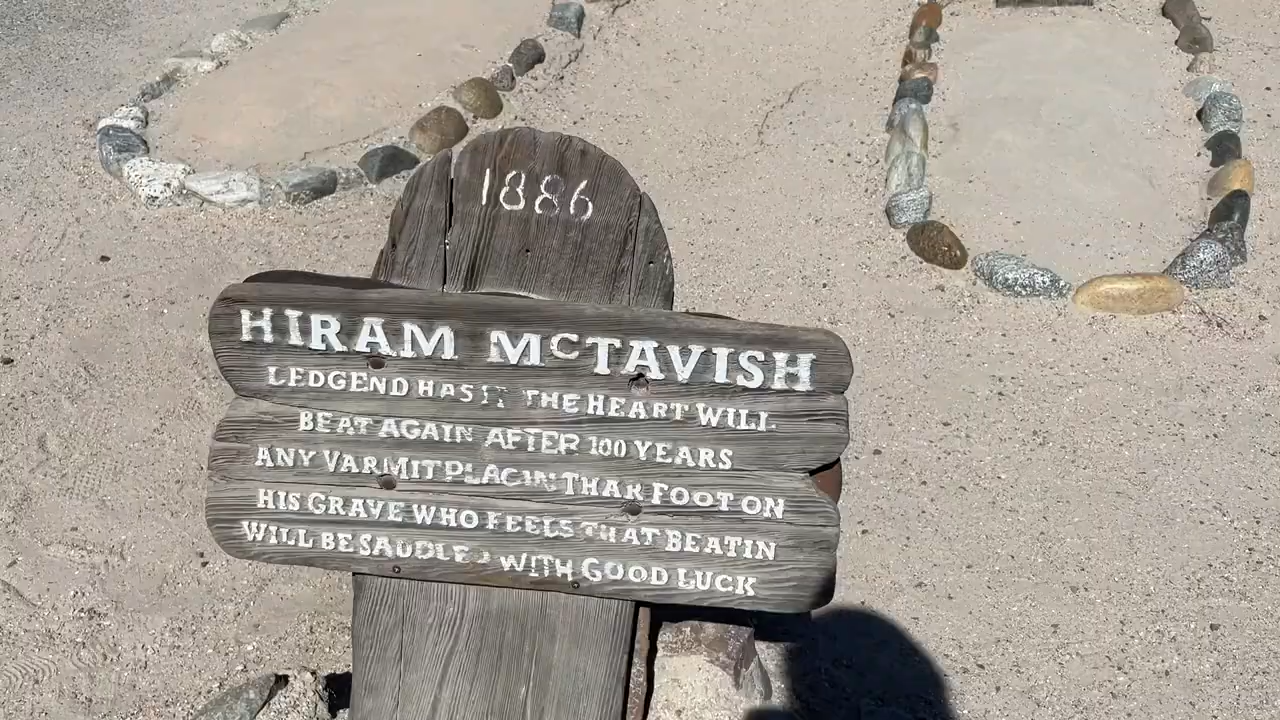 1886
HIRAM McTAVISH
LEDGEND HAS IT THE HEART WILL
BEAT AGAIN AFTER 100 YEARS
ANY VARMIT PLACIN THAR FOOT ON
HIS GRAVE WHO FEELS THAT BEATIN
WILL BE SADDLED WITH GOOD LUCK